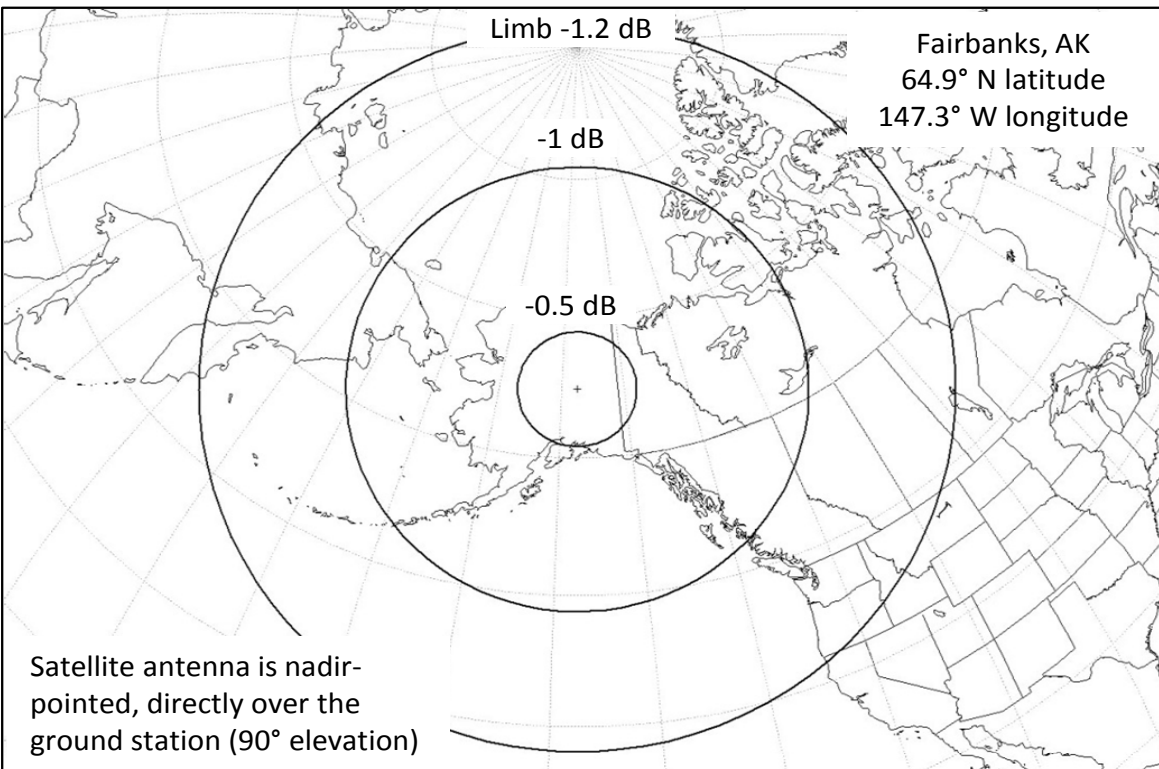 Limb -1.2 dB
Fairbanks, AK
64.9° N latitude
147.3° W longitude
-1 dB
-0.5 dB
Satellite antenna is nadir-
pointed, directly over the
ground station (90° elevation)